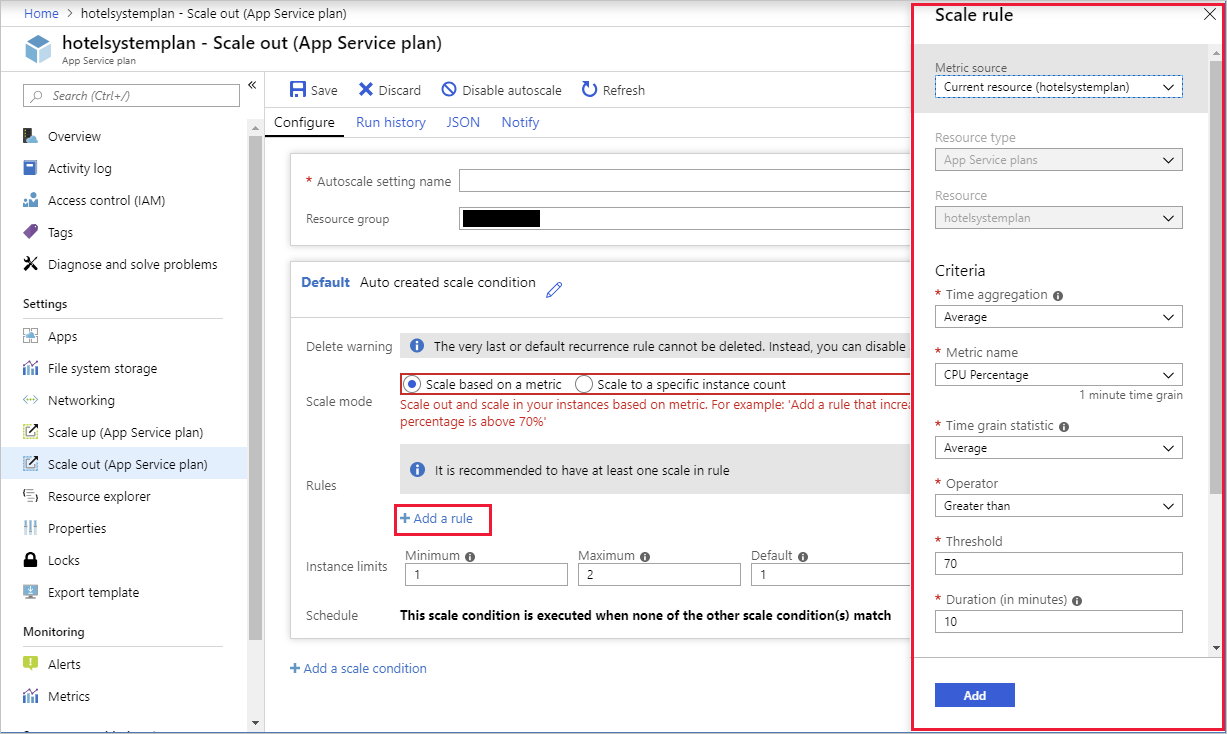 Home > hotelsystemplan - Scale out (App Service plan)
hotelsystemplan - Scale out (App Service plan)
App Service plan
Search (Ctrl+/)
«
Overview
Activity log
Access control (IAM)
Tags
Diagnose and solve problems
Settings
Apps
File system storage
Networking
Scale up (App Service plan)
Scale out (App Service plan)
Resource explorer
Properties
Locks
Export template
Monitoring
Alerts
Metrics
Save Discard Disable autoscale Refresh
Configure Run history JSON Notify
* Autoscale setting name
Resource group
Default Auto created scale condition
Delete warning The very last or default recurrence rule cannot be deleted. Instead, you can disable
Scale mode
Scale based on a metric Scale to a specific instance count
Scale out and scale in your instances based on metric. For example: 'Add a rule that increa
percentage is above 70%'
Rules
It is recommended to have at least one scale in rule
+ Add a rule
Instance limits
Minimum Maximum Default
1 2 1
Schedule This scale condition is executed when none of the other scale condition(s) match
+ Add a scale condition
Scale rule
Metric source
Current resource (hotelsystemplan)
Resource type
App Service plans
Resource
hotelsystemplan
Criteria
* Time aggregation
Average
* Metric name
CPU Percentage
1 minute time grain
* Time grain statistic
Average
* Operator
Greater than
* Threshold
70
* Duration (in minutes)
10
Add